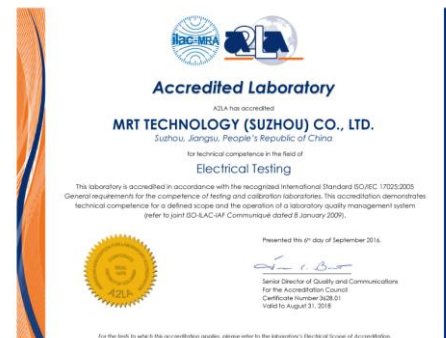 ilac-MRA
A2LA
Accredited Laboratory
A2LA has accredited
MRT TECHNOLOGY (SUZHOU) CO., LTD.
Suzhou, Jiangsu, People's Republic of China
for technical competence in the field of
Electrical Testing
This laboratory is accredited in accordance with the recognized International Standard ISO/IEC 17025:2005
General requirements for the competence of testing and calibration laboratories. This accreditation demonstrates
technical competence for a defined scope and the operation of a laboratory quality management system
(refer to joint ISO-ILAC-IAF Communiqué dated 8 January 2009).
Presented this 6th day of September 2016.
Senior Director of Quality and Communications
For the Accreditation Council
Certificate Number 3628.01
Valid to August 31, 2018
SEAL
A2LA
For the tests to which this accreditation applies, please refer to the laboratory's Electrical Scope of Accreditation.